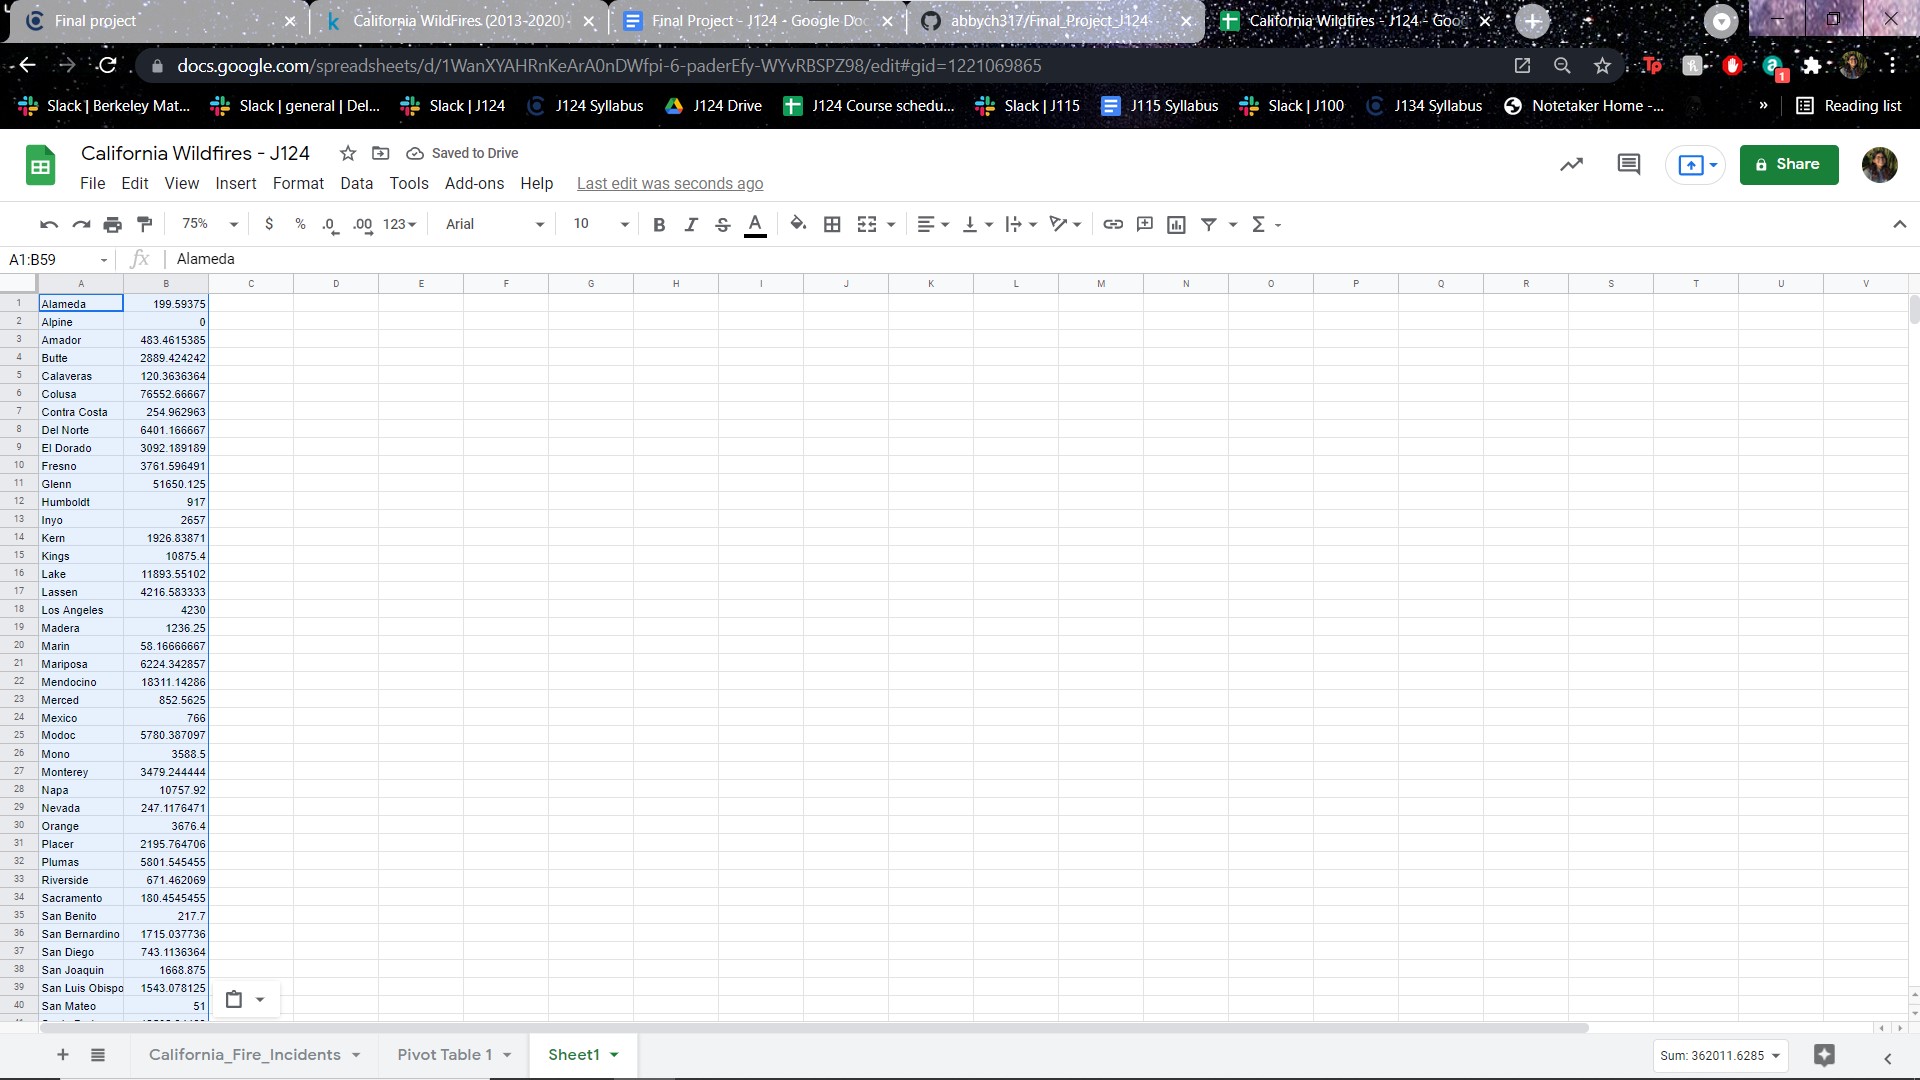 Final project
California WildFires (2013-2020)
Final Project - J124 - Google Doc
abbych317/Final_Project_J124
California Wildfires - J124 - Goo
docs.google.com/spreadsheets/d/1WanXYAHRnKeArA0nDWfpi-6-paderEfy-WYvRBSPZ98/edit#gid=1221069865
1
Slack | Berkeley Mat... Slack | general | Del... Slack | J124 J124 Syllabus J124 Drive J124 Course schedu... Slack | J115 J115 Syllabus Slack | J100 J134 Syllabus Notetaker Home -... » Reading list
California Wildfires - J124 Saved to Drive
File Edit View Insert Format Data Tools Add-ons Help Last edit was seconds ago
Share
75% $ % .0 .00 123 Arial 10 B I S A Σ
A1:B59 fx Alameda
A B C D E F G H I J K L M N O P Q R S T U V
1 Alameda 199.59375
2 Alpine 0
3 Amador 483.4615385
4 Butte 2889.424242
5 Calaveras 120.3636364
6 Colusa 76552.66667
7 Contra Costa 254.962963
8 Del Norte 6401.166667
9 El Dorado 3092.189189
10 Fresno 3761.596491
11 Glenn 51650.125
12 Humboldt 917
13 Inyo 2657
14 Kern 1926.83871
15 Kings 10875.4
16 Lake 11893.55102
17 Lassen 4216.583333
18 Los Angeles 4230
19 Madera 1236.25
20 Marin 58.16666667
21 Mariposa 6224.342857
22 Mendocino 18311.14286
23 Merced 852.5625
24 Mexico 766
25 Modoc 5780.387097
26 Mono 3588.5
27 Monterey 3479.244444
28 Napa 10757.92
29 Nevada 247.1176471
30 Orange 3676.4
31 Placer 2195.764706
32 Plumas 5801.545455
33 Riverside 671.462069
34 Sacramento 180.4545455
35 San Benito 217.7
36 San Bernardino 1715.037736
37 San Diego 743.1136364
38 San Joaquin 1668.875
39 San Luis Obispo 1543.078125
40 San Mateo 51
California_Fire_Incidents Pivot Table 1 Sheet1 Sum: 362011.6285